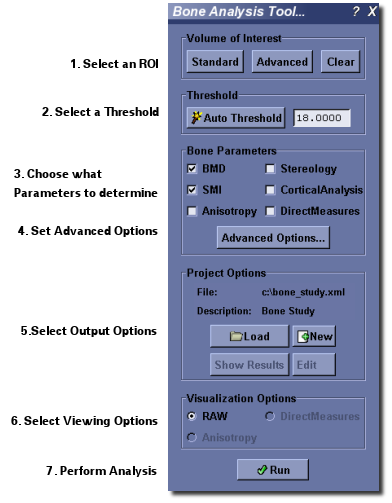 Bone Analysis Tool... ? X
Volume of Interest
1. Select an ROI
Standard Advanced Clear
Threshold
2. Select a Threshold
Auto Threshold 18.0000
Bone Parameters
3. Choose what
Parameters to determine
BMD Stereology
SMI CorticalAnalysis
Anisotropy DirectMeasures
4. Set Advanced Options
Advanced Options...
Project Options
File: c:\bone_study.xml
Description: Bone Study
5.Select Output Options
Load New
Show Results Edit
Visualization Options
6. Select Viewing Options
RAW DirectMeasures
Anisotropy
7. Perform Analysis
Run